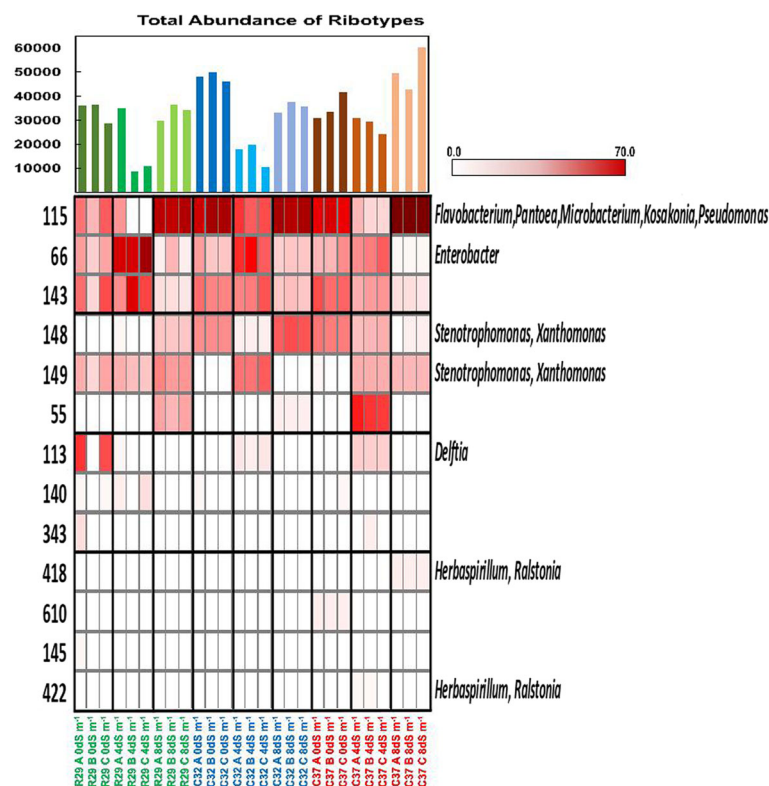 Total Abundance of Ribotypes
60000
50000
40000
30000
20000
10000
0.0 70.0
115 Flavobacterium,Pantoea,Microbacterium,Kosakonia,Pseudomonas
66 Enterobacter
143
148 Stenotrophomonas, Xanthomonas
149 Stenotrophomonas, Xanthomonas
55
113 Delftia
140
343
418 Herbaspirillum, Ralstonia
610
145
422 Herbaspirillum, Ralstonia
R29 A 0dS m⁻¹
R29 B 0dS m⁻¹
R29 C 0dS m⁻¹
R29 A 4dS m⁻¹
R29 B 4dS m⁻¹
R29 C 4dS m⁻¹
R29 A 8dS m⁻¹
R29 B 8dS m⁻¹
R29 C 8dS m⁻¹
C32 A 0dS m⁻¹
C32 B 0dS m⁻¹
C32 C 0dS m⁻¹
C32 A 4dS m⁻¹
C32 B 4dS m⁻¹
C32 C 4dS m⁻¹
C32 A 8dS m⁻¹
C32 B 8dS m⁻¹
C32 C 8dS m⁻¹
C37 A 0dS m⁻¹
C37 B 0dS m⁻¹
C37 C 0dS m⁻¹
C37 A 4dS m⁻¹
C37 B 4dS m⁻¹
C37 C 4dS m⁻¹
C37 A 8dS m⁻¹
C37 B 8dS m⁻¹
C37 C 8dS m⁻¹